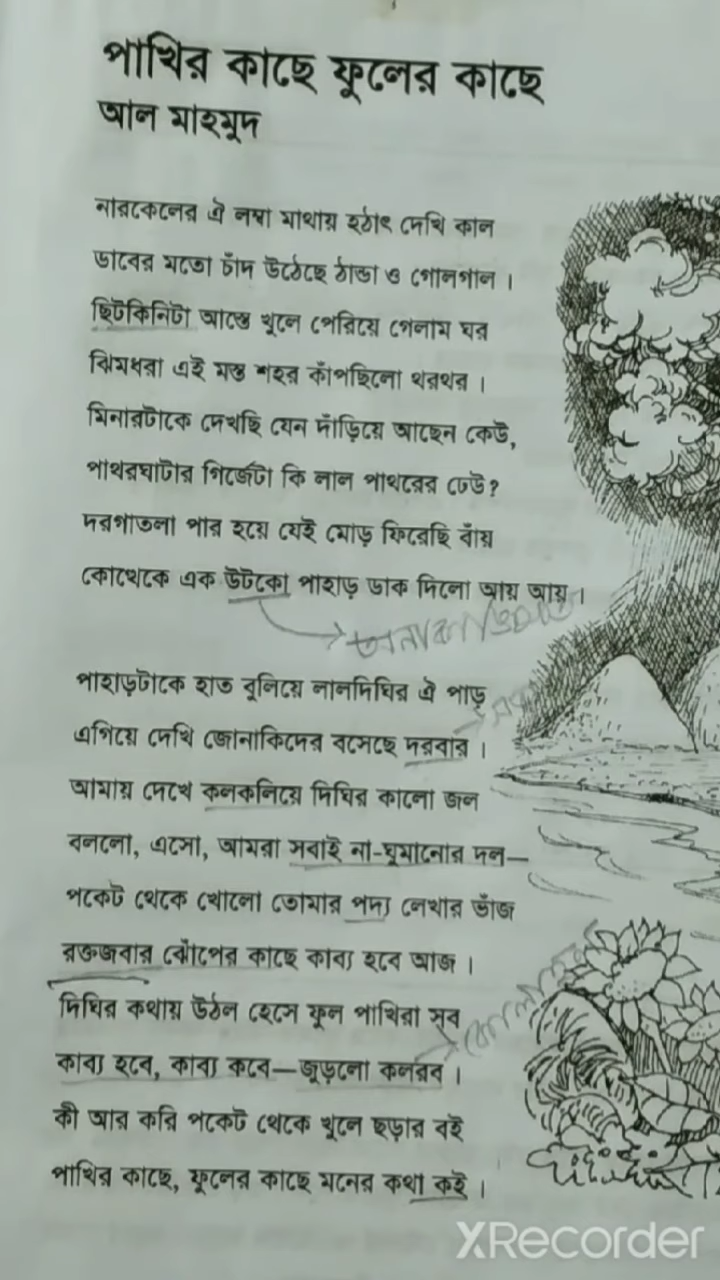 পাখির কাছে ফুলের কাছে
আল মাহমুদ
নারকেলের ঐ লম্বা মাথায় হঠাৎ দেখি কাল
ডাবের মতো চাঁদ উঠেছে ঠান্ডা ও গোলগাল ।
ছিটকিনিটা আস্তে খুলে পেরিয়ে গেলাম ঘর
ঝিমধরা এই মস্ত শহর কাঁপছিলো থরথর ।
মিনারটাকে দেখছি যেন দাঁড়িয়ে আছেন কেউ,
পাথরঘাটার গির্জেটা কি লাল পাথরের ঢেউ?
দরগাতলা পার হয়ে যেই মোড় ফিরেছি বাঁয়
কোত্থেকে এক উটকো পাহাড় ডাক দিলো আয় আয় ।
পাহাড়টাকে হাত বুলিয়ে লালদিঘির ঐ পাড়
এগিয়ে দেখি জোনাকিদের বসেছে দরবার ।
আমায় দেখে কলকলিয়ে দিঘির কালো জল
বললো, এসো, আমরা সবাই না-ঘুমানোর দল—
পকেট থেকে খোলো তোমার পদ্য লেখার ভাঁজ
রক্তজবার ঝোঁপের কাছে কাব্য হবে আজ ।
দিঘির কথায় উঠল হেসে ফুল পাখিরা সব
কাব্য হবে, কাব্য কবে—জুড়লো কলরব ।
কী আর করি পকেট থেকে খুলে ছড়ার বই
পাখির কাছে, ফুলের কাছে মনের কথা কই ।
XRecorder